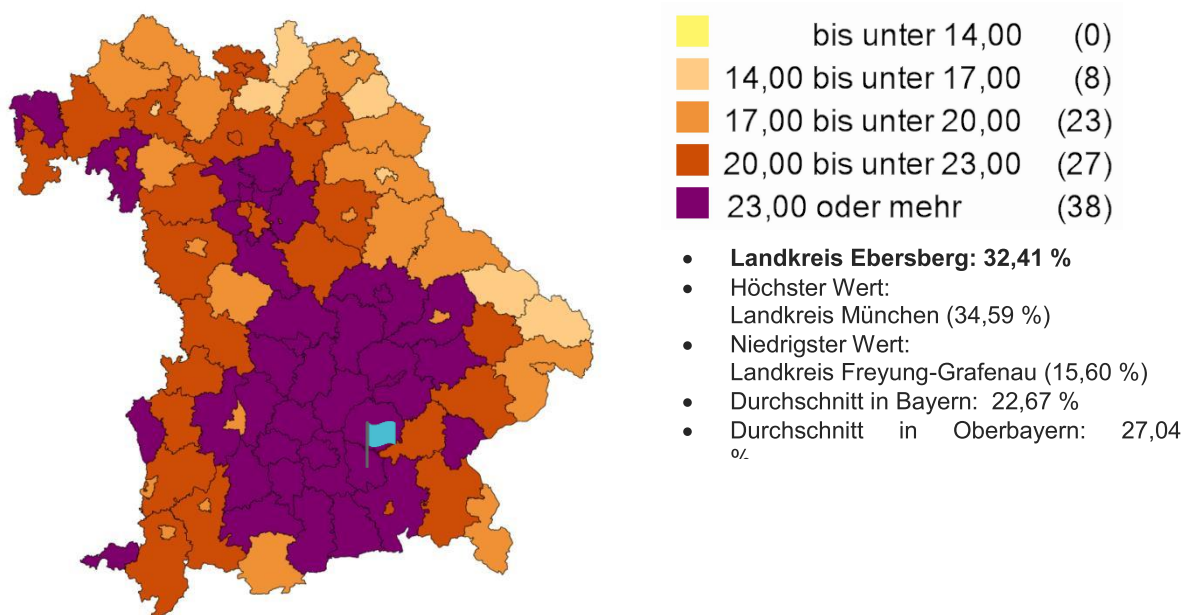 bis unter 14,00 (0)
14,00 bis unter 17,00 (8)
17,00 bis unter 20,00 (23)
20,00 bis unter 23,00 (27)
23,00 oder mehr (38)
• Landkreis Ebersberg: 32,41 %
• Höchster Wert:
Landkreis München (34,59 %)
• Niedrigster Wert:
Landkreis Freyung-Grafenau (15,60 %)
• Durchschnitt in Bayern: 22,67 %
• Durchschnitt in Oberbayern: 27,04
%